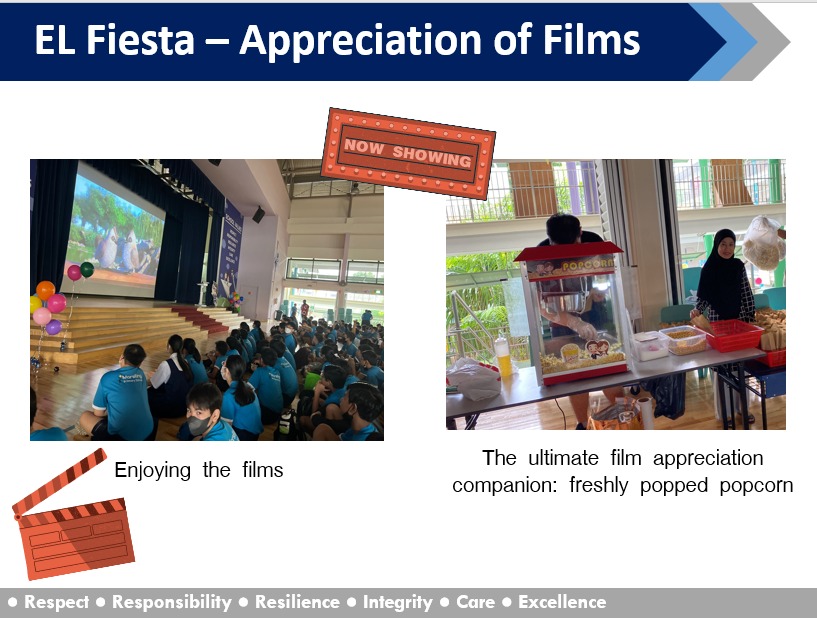 EL Fiesta – Appreciation of Films
NOW SHOWING
POPCORN
Enjoying the films
The ultimate film appreciation
companion: freshly popped popcorn
● Respect ● Responsibility ● Resilience ● Integrity ● Care ● Excellence